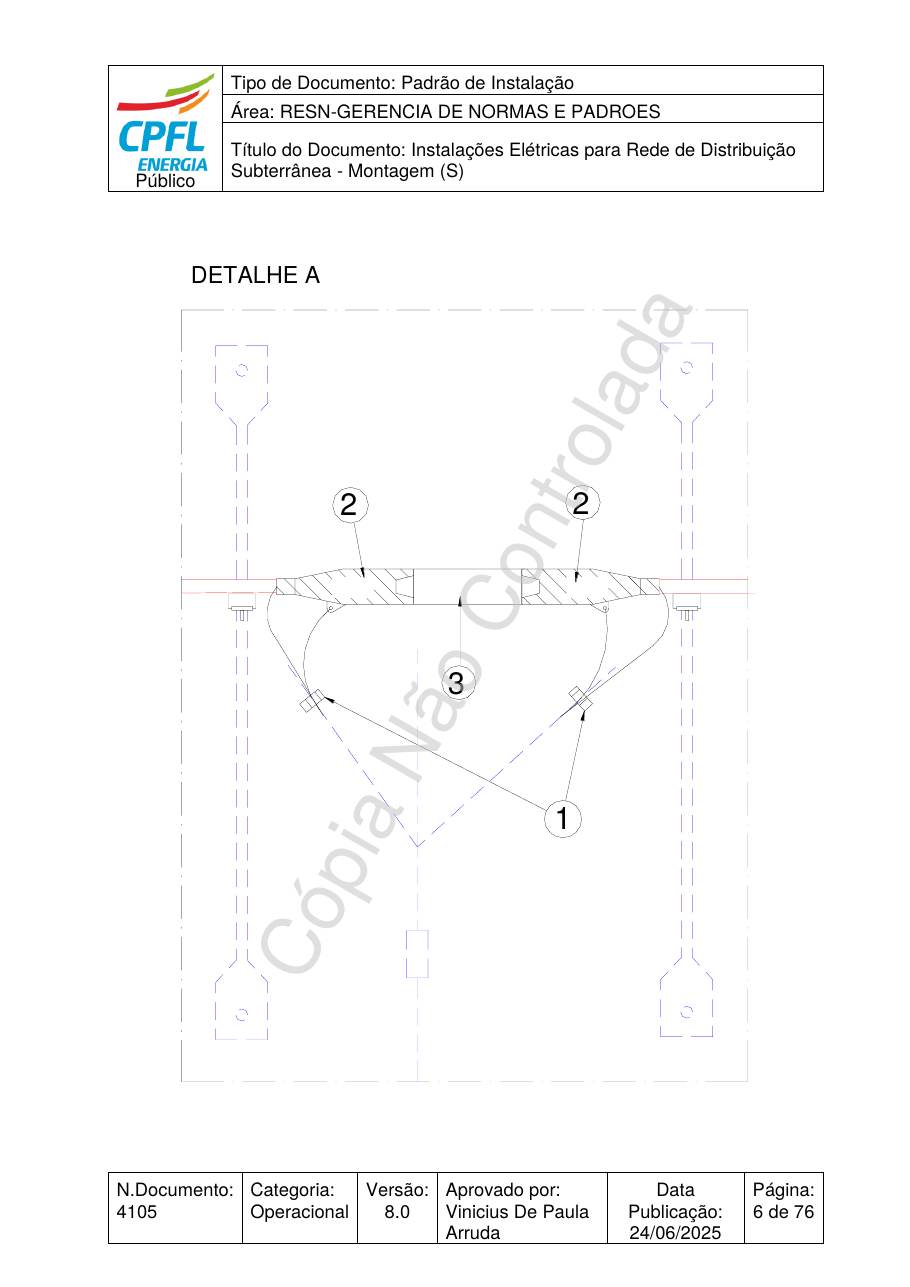 CPFL
ENERGIA
Público
Tipo de Documento: Padrão de Instalação
Área: RESN-GERENCIA DE NORMAS E PADROES
Título do Documento: Instalações Elétricas para Rede de Distribuição
Subterrânea - Montagem (S)
DETALHE A
2
2
3
1
Cópia Não Controlada
N.Documento:
4105
Categoria:
Operacional
Versão:
8.0
Aprovado por:
Vinicius De Paula
Arruda
Data
Publicação:
24/06/2025
Página:
6 de 76